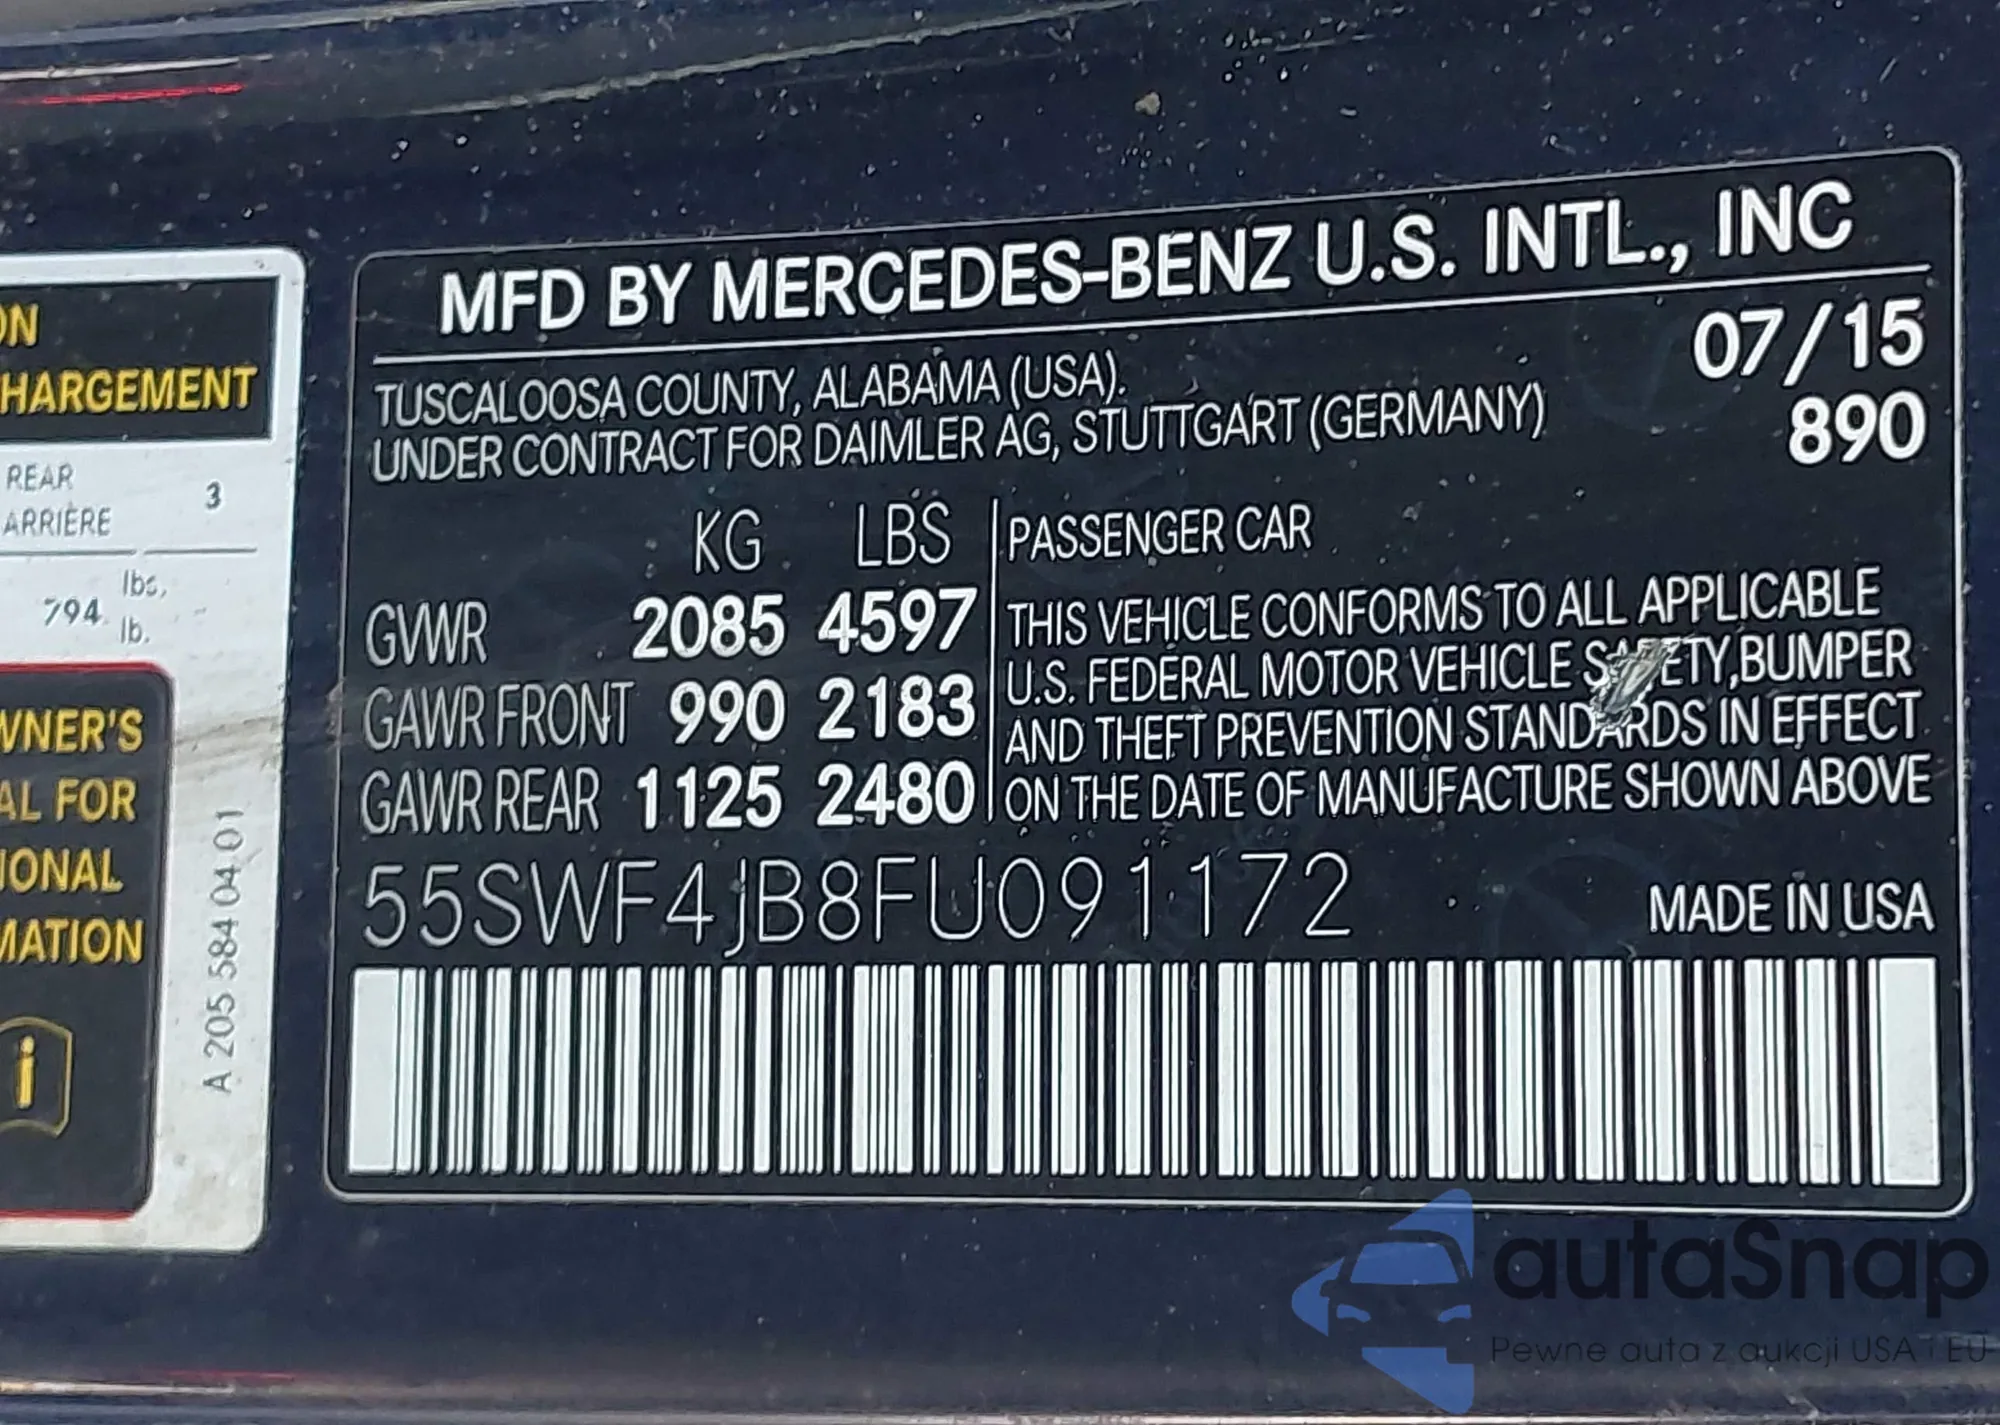 ON
HARGEMENT
REAR
ARRIÈRE
3
lbs.
794
lb.
WNER'S
AL FOR
IONAL
MATION
i
A 205 584 04 01
MFD BY MERCEDES-BENZ U.S. INTL., INC
TUSCALOOSA COUNTY, ALABAMA (USA).
07/15
UNDER CONTRACT FOR DAIMLER AG, STUTTGART (GERMANY)
890
KG LBS
GVWR 2085 4597
GAWR FRONT 990 2183
GAWR REAR 1125 2480
PASSENGER CAR
THIS VEHICLE CONFORMS TO ALL APPLICABLE
U.S. FEDERAL MOTOR VEHICLE SAFETY, BUMPER
AND THEFT PREVENTION STANDARDS IN EFFECT
ON THE DATE OF MANUFACTURE SHOWN ABOVE
55SWF4JB8FU091172
MADE IN USA
autaSnap
Pewne auta z aukcji USA i EU